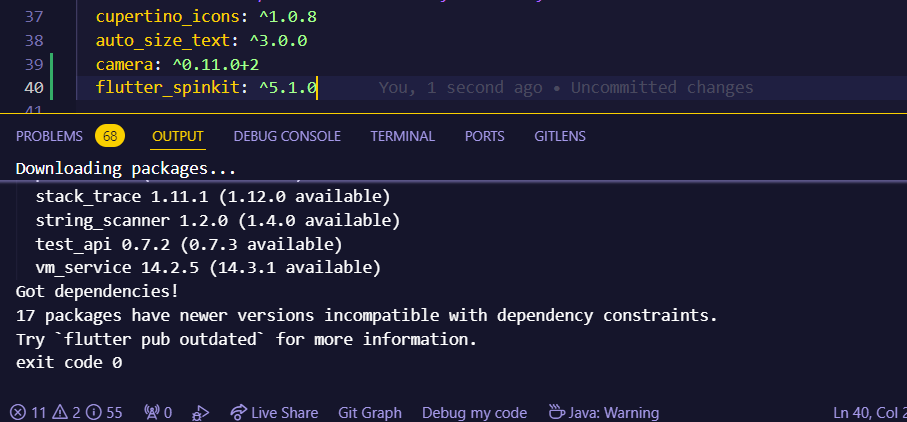 37 cupertino_icons: ^1.0.8
38 auto_size_text: ^3.0.0
39 camera: ^0.11.0+2
40 flutter_spinkit: ^5.1.0 You, 1 second ago • Uncommitted changes
41
PROBLEMS 68 OUTPUT DEBUG CONSOLE TERMINAL PORTS GITLENS
Downloading packages...
stack_trace 1.11.1 (1.12.0 available)
string_scanner 1.2.0 (1.4.0 available)
test_api 0.7.2 (0.7.3 available)
vm_service 14.2.5 (14.3.1 available)
Got dependencies!
17 packages have newer versions incompatible with dependency constraints.
Try `flutter pub outdated` for more information.
exit code 0
11 2 55 0 Live Share Git Graph Debug my code Java: Warning Ln 40, Col